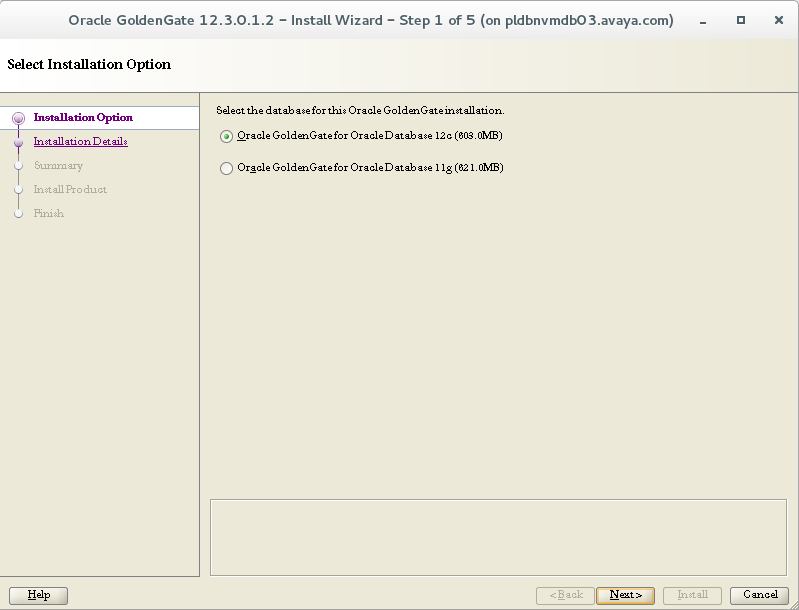 Oracle GoldenGate 12.3.0.1.2 - Install Wizard - Step 1 of 5 (on pldbnvmdb03.avaya.com)
Select Installation Option
Installation Option
Installation Details
Summary
Install Product
Finish
Select the database for this Oracle GoldenGate installation.
Oracle GoldenGate for Oracle Database 12c (603.0MB)
Oracle GoldenGate for Oracle Database 11g (621.0MB)
Help
< Back
Next >
Install
Cancel